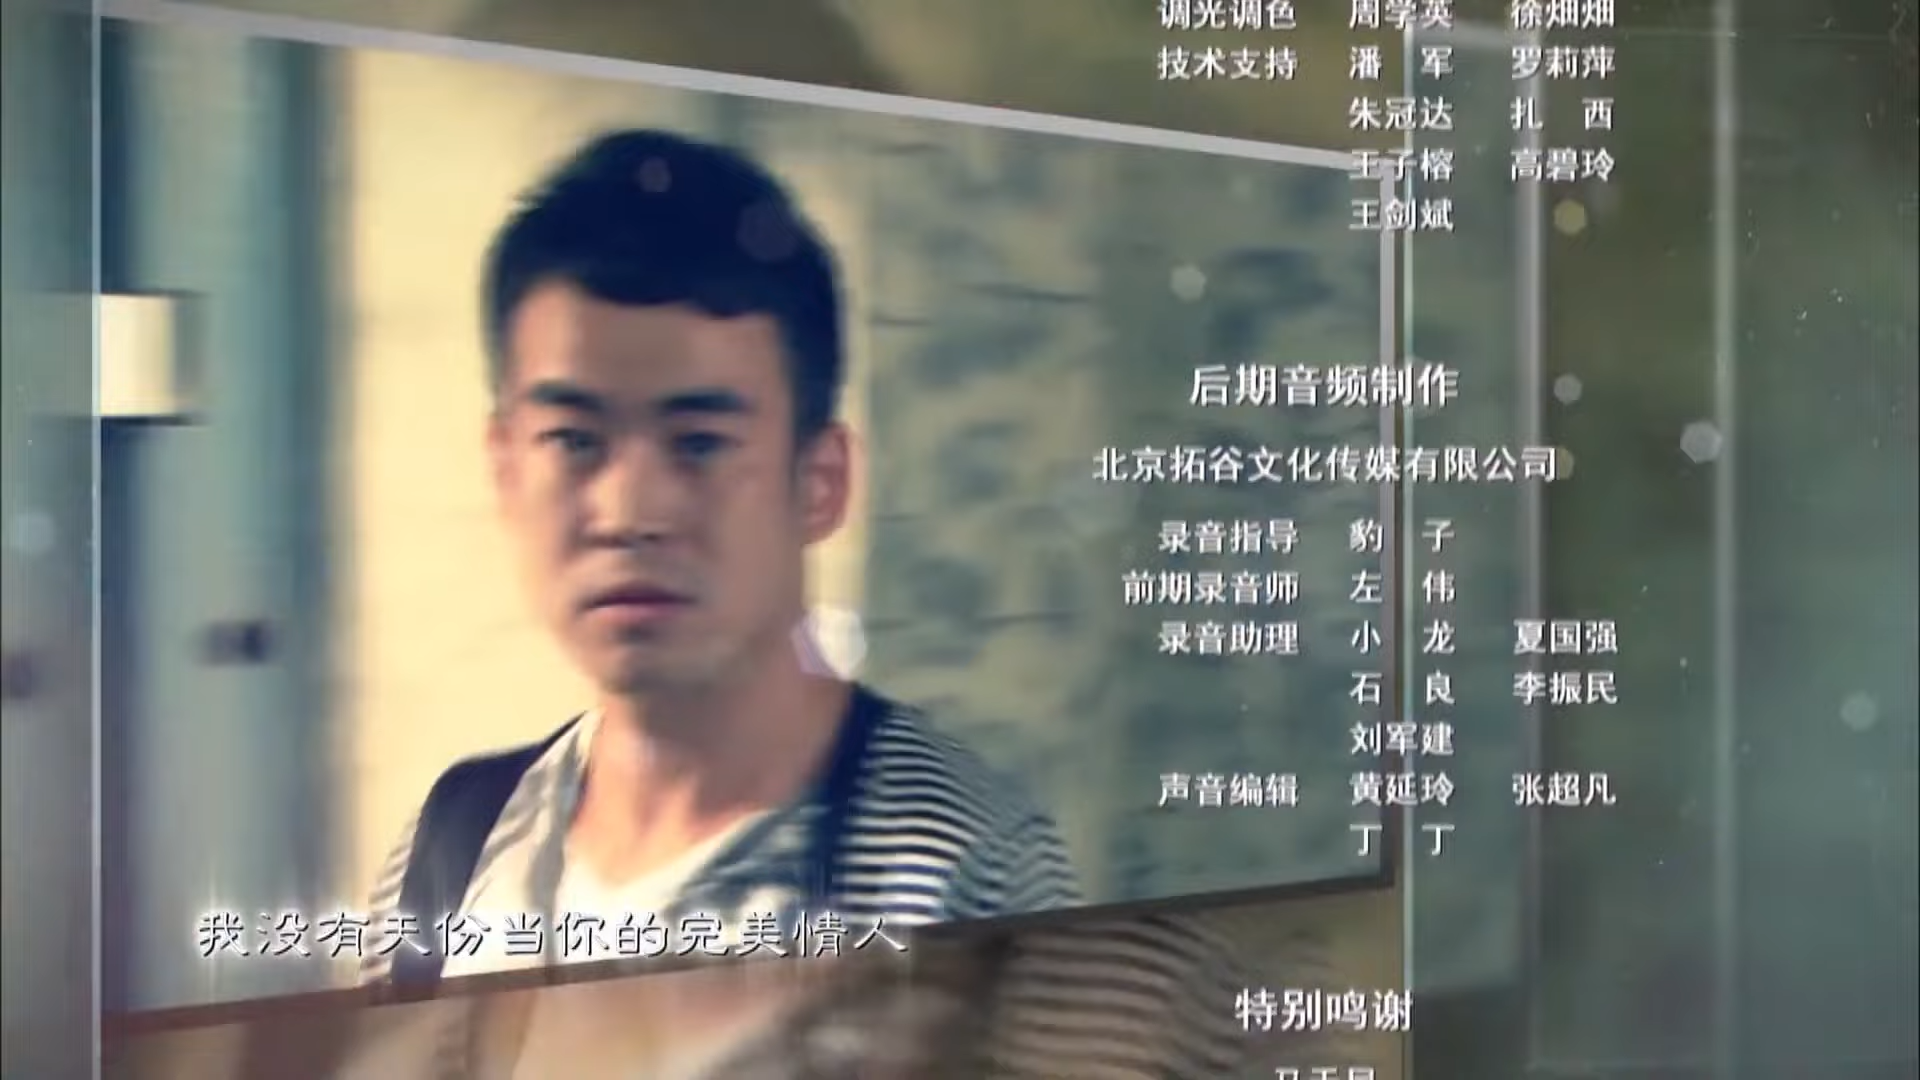 调光调色 周学英 徐畑畑
技术支持 潘 军 罗莉萍
朱冠达 扎 西
王子榕 高碧玲
王剑斌
后期音频制作
北京拓谷文化传媒有限公司
录音指导 豹 子
前期录音师 左 伟
录音助理 小 龙 夏国强
石 良 李振民
刘军建
声音编辑 黄延玲 张超凡
丁 丁
我没有天份当你的完美情人
特别鸣谢